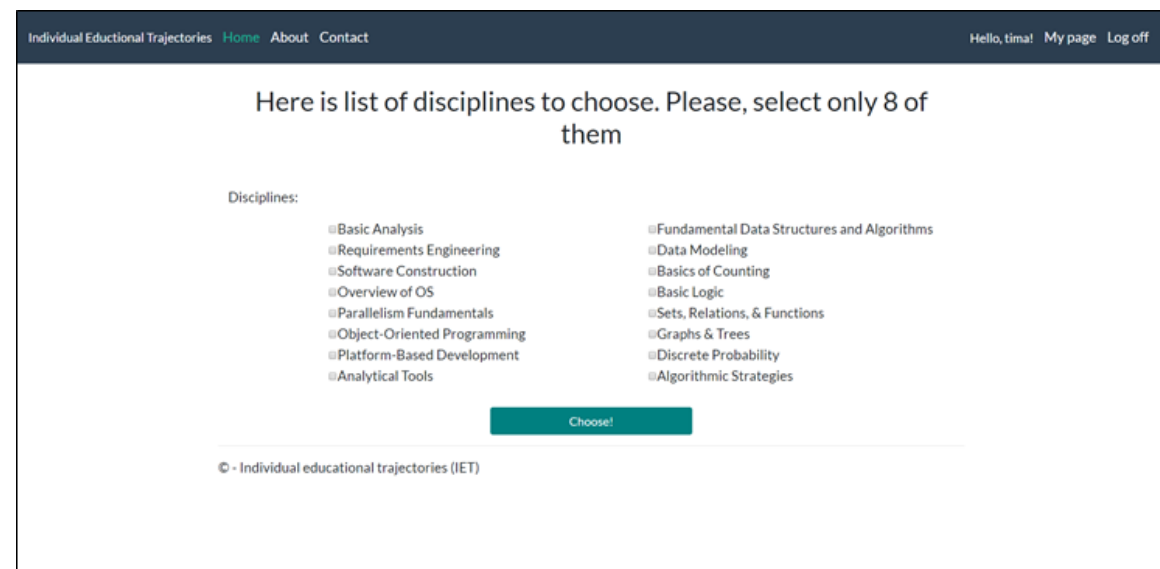 Individual Eductional Trajectories Home About Contact Hello, tima! My page Log off
Here is list of disciplines to choose. Please, select only 8 of
them
Disciplines:
Basic Analysis
Requirements Engineering
Software Construction
Overview of OS
Parallelism Fundamentals
Object-Oriented Programming
Platform-Based Development
Analytical Tools
Fundamental Data Structures and Algorithms
Data Modeling
Basics of Counting
Basic Logic
Sets, Relations, & Functions
Graphs & Trees
Discrete Probability
Algorithmic Strategies
Choose!
© - Individual educational trajectories (IET)